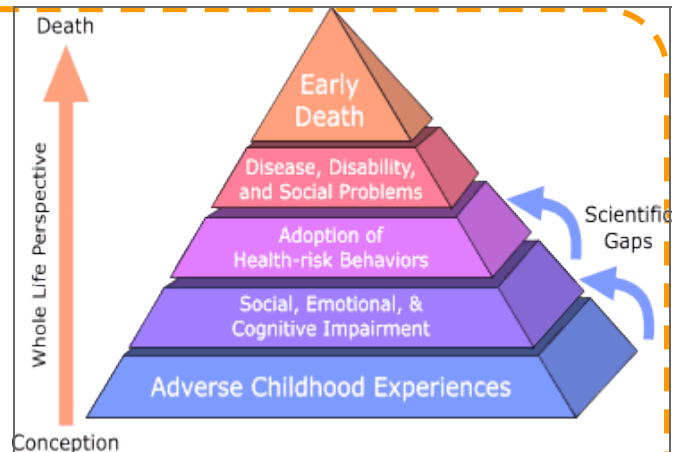 Death
Early
Death
Disease, Disability,
and Social Problems
Scientific
Gaps
Adoption of
Health-risk Behaviors
Social, Emotional, &
Cognitive Impairment
Adverse Childhood Experiences
Whole Life Perspective
Conception